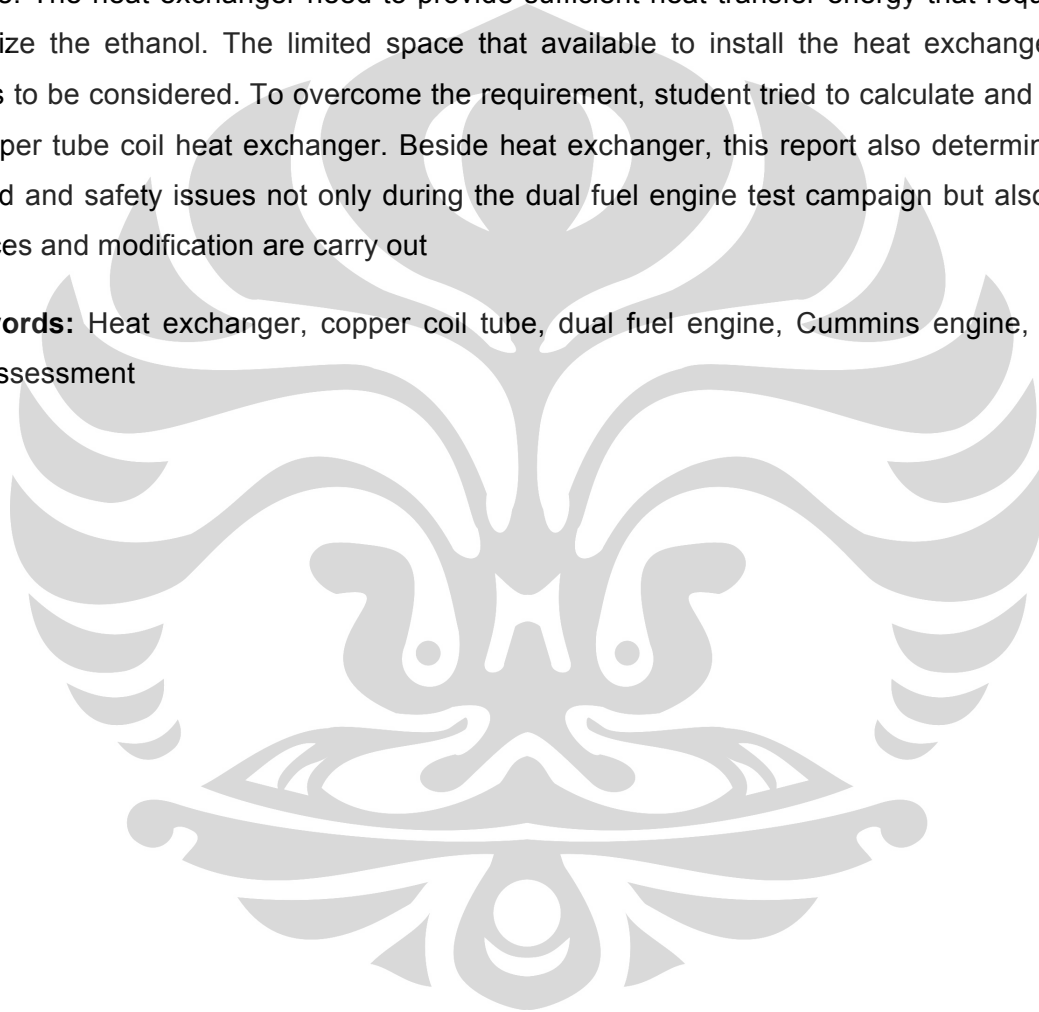 The heat exchanger need to provide sufficient heat transfer energy that requ
ize the ethanol. The limited space that available to install the heat exchange
s to be considered. To overcome the requirement, student tried to calculate and
per tube coil heat exchanger. Beside heat exchanger, this report also determin
d and safety issues not only during the dual fuel engine test campaign but also
ces and modification are carry out
ords: Heat exchanger, copper coil tube, dual fuel engine, Cummins engine,
ssessment